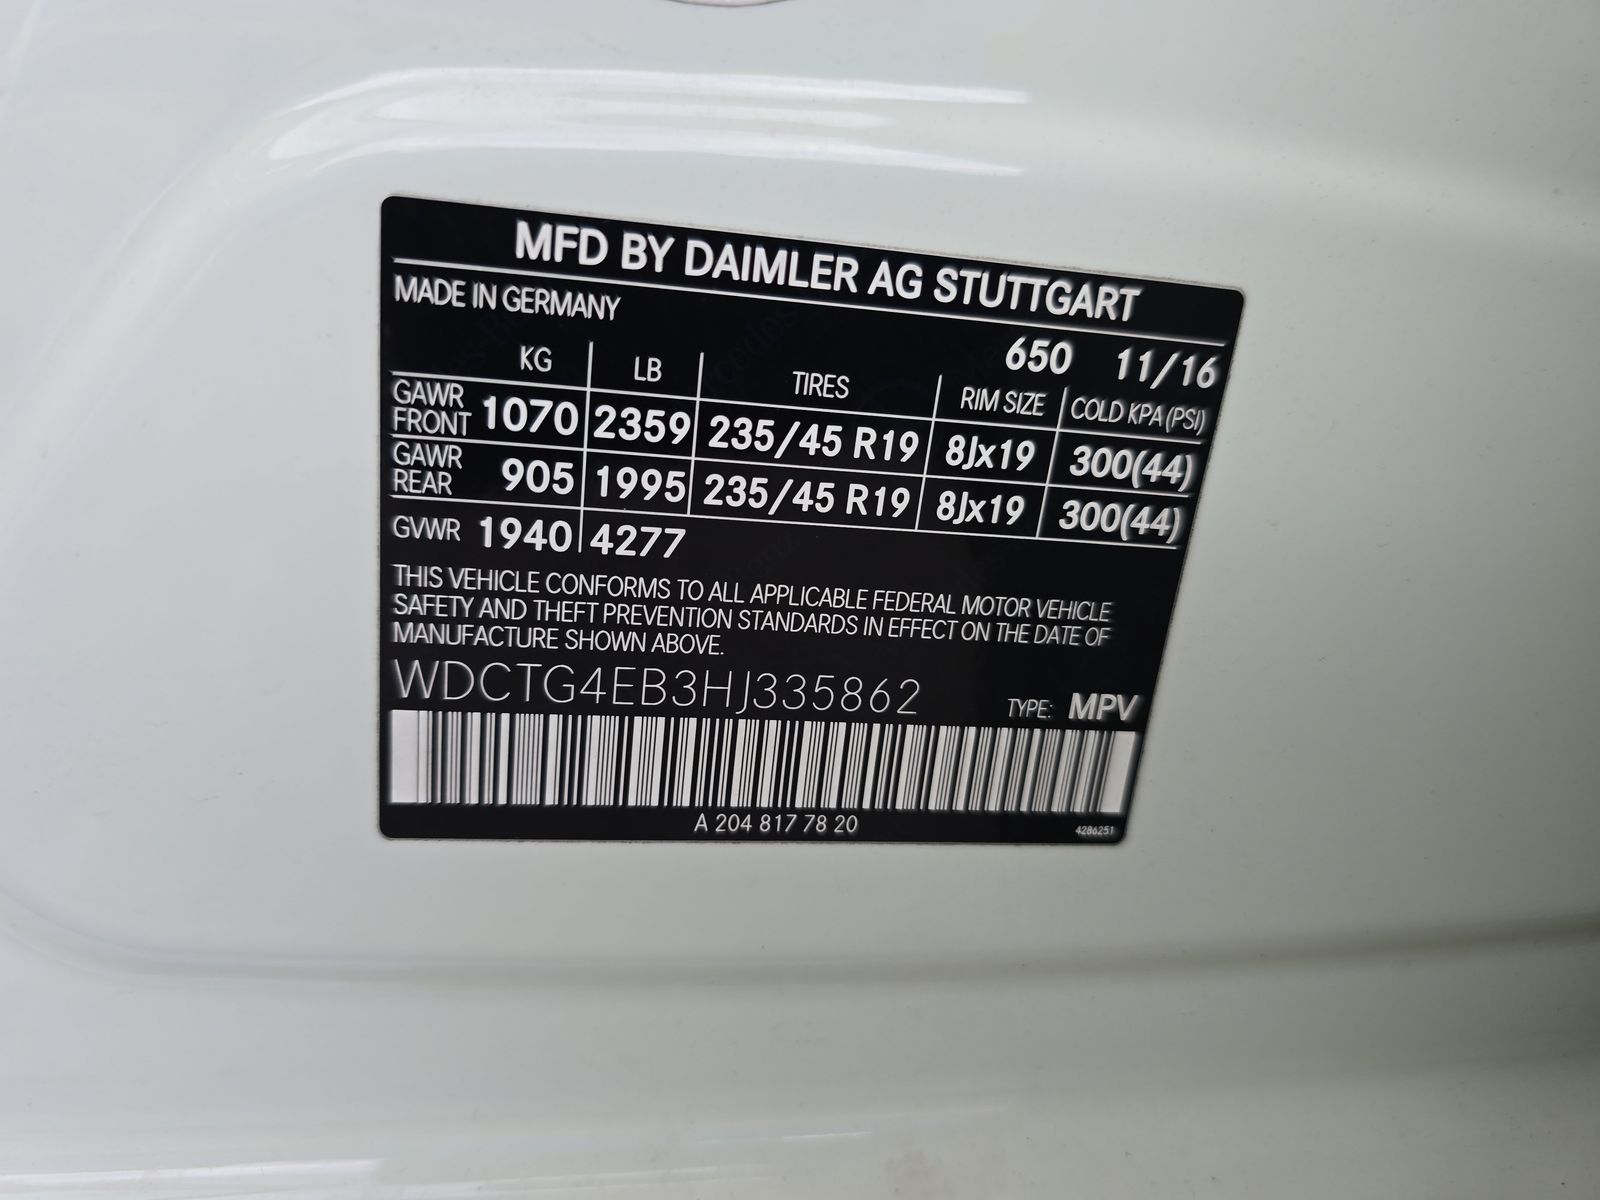 MFD BY DAIMLER AG STUTTGART
MADE IN GERMANY
650 11/16
KG LB TIRES RIM SIZE COLD KPA (PSI)
GAWR FRONT 1070 2359 235/45 R19 8Jx19 300(44)
GAWR REAR 905 1995 235/45 R19 8Jx19 300(44)
GVWR 1940 4277
THIS VEHICLE CONFORMS TO ALL APPLICABLE FEDERAL MOTOR VEHICLE
SAFETY AND THEFT PREVENTION STANDARDS IN EFFECT ON THE DATE OF
MANUFACTURE SHOWN ABOVE.
WDCTG4EB3HJ335862 TYPE: MPV
A 204 817 78 20
4286251